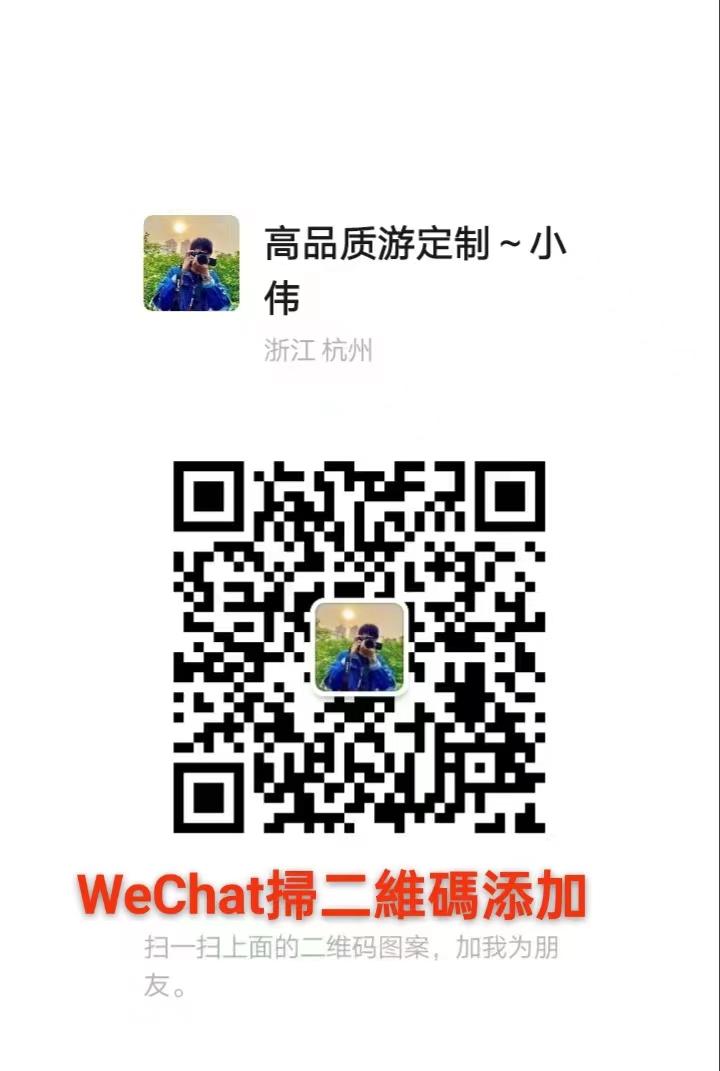 高品质游定制～小
伟
浙江 杭州
WeChat掃二維碼添加
扫一扫上面的二维码图案，加我为朋
友。